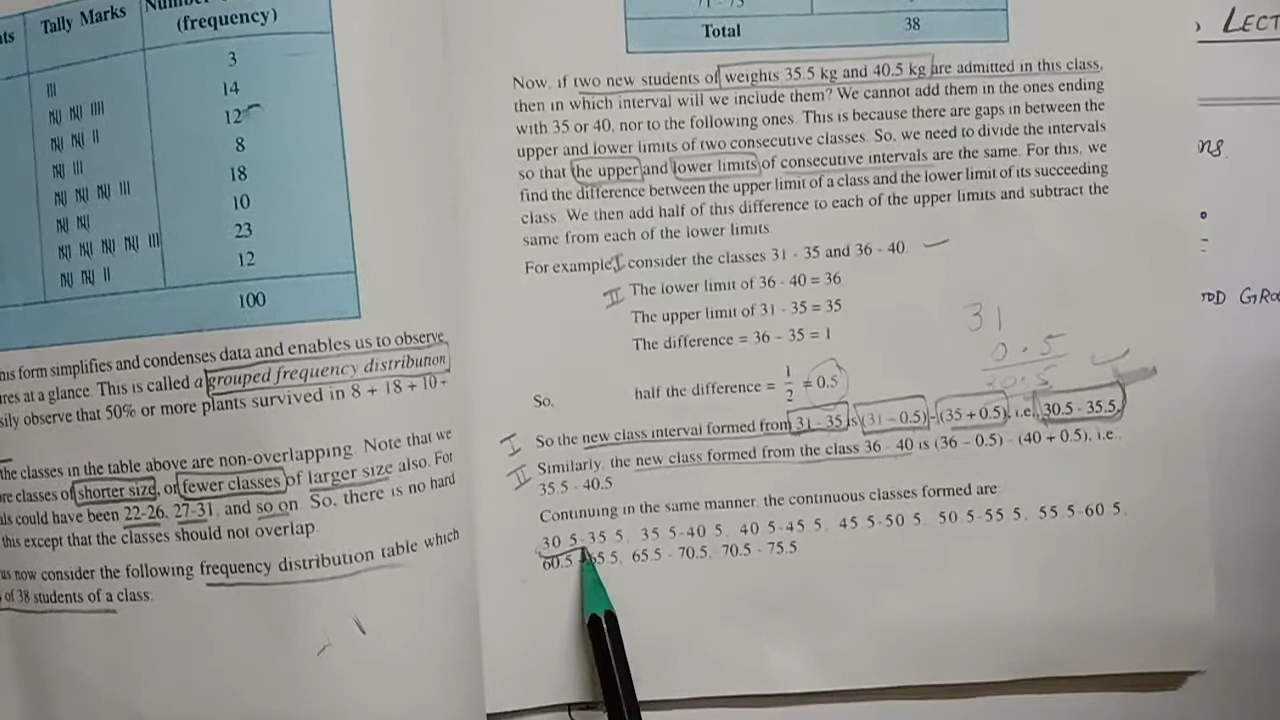 Tally Marks
(frequency)
3
14
12
8
18
10
23
12
100
his form simplifies and condenses data and enables us to observe
res at a glance. This is called a grouped frequency distribution
sily observe that 50% or more plants survived in 8 + 18 + 10 +
the classes in the table above are non-overlapping. Note that we
re classes of shorter size, or fewer classes of larger size also. For
ls could have been 22-26, 27-31, and so on. So, there is no hard
this except that the classes should not overlap.
us now consider the following frequency distribution table which
of 38 students of a class:
71 - 75
Total 38
Now, if two new students of weights 35.5 kg and 40.5 kg are admitted in this class,
then in which interval will we include them? We cannot add them in the ones ending
with 35 or 40, nor to the following ones. This is because there are gaps in between the
upper and lower limits of two consecutive classes. So, we need to divide the intervals
so that the upper and lower limits of consecutive intervals are the same. For this, we
find the difference between the upper limit of a class and the lower limit of its succeeding
class. We then add half of this difference to each of the upper limits and subtract the
same from each of the lower limits.
For example, I consider the classes 31 - 35 and 36 - 40.
II The lower limit of 36 - 40 = 36
The upper limit of 31 - 35 = 35
The difference = 36 - 35 = 1
31
0.5
30.5
So, half the difference = 1/2 = 0.5
I So the new class interval formed from 31 - 35 is (31 - 0.5) - (35 + 0.5), i.e., 30.5 - 35.5.
II Similarly, the new class formed from the class 36 - 40 is (36 - 0.5) - (40 + 0.5), i.e.,
35.5 - 40.5
Continuing in the same manner, the continuous classes formed are:
30.5-35.5, 35.5-40.5, 40.5-45.5, 45.5-50.5, 50.5-55.5, 55.5-60.5,
60.5 - 65.5, 65.5 - 70.5, 70.5 - 75.5
LECT
ns.
OD GRO